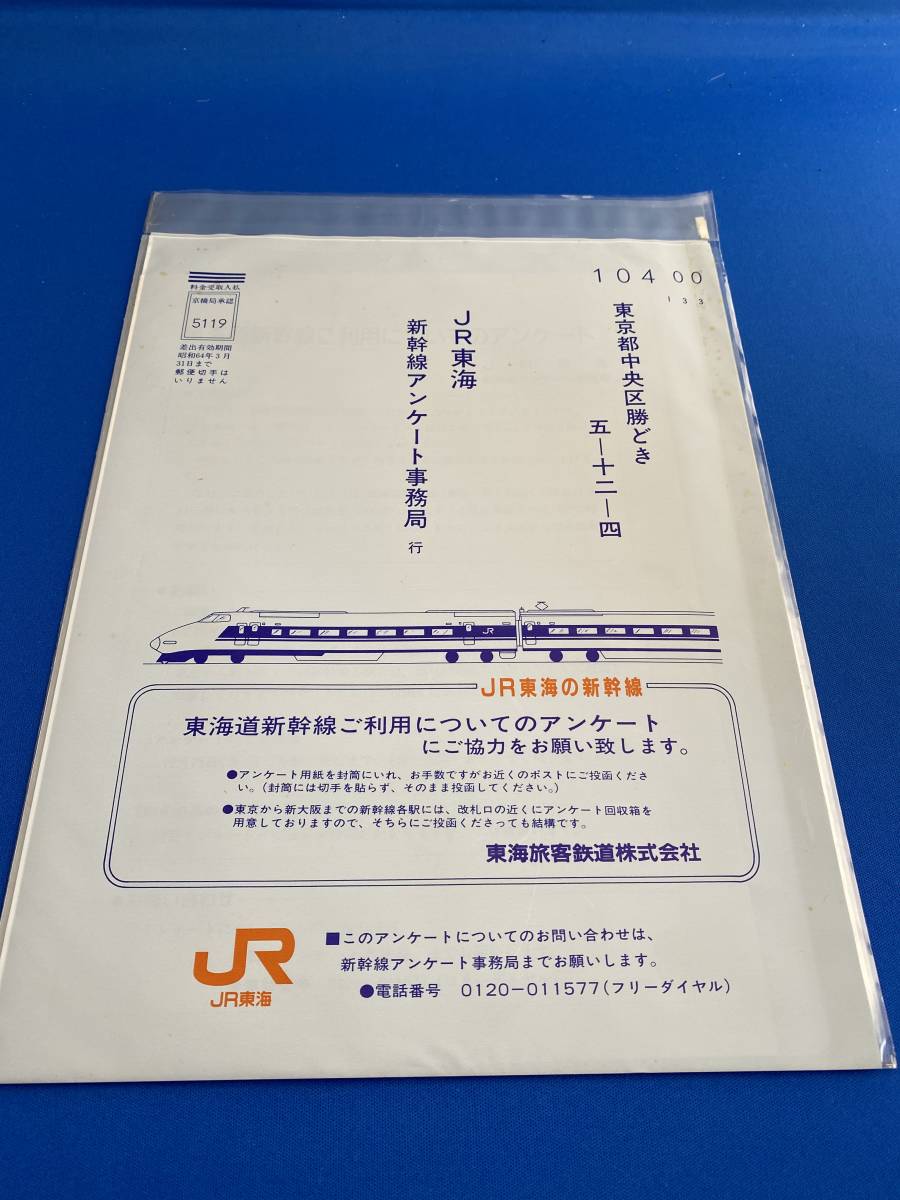 料金受取人払
京橋局承認
5119
差出有効期間
昭和64年3月
31日まで
郵便切手は
いりません
104 00
133
東京都中央区勝どき
五ー十二ー四
JR東海
新幹線アンケート事務局 行
JR
JR東海の新幹線
東海道新幹線ご利用についてのアンケート
にご協力をお願い致します。
●アンケート用紙を封筒にいれ、お手数ですがお近くのポストにご投函くださ
い。(封筒には切手を貼らず、そのまま投函してください。)
●東京から新大阪までの新幹線各駅には、改札口の近くにアンケート回収箱を
用意しておりますので、そちらにご投函くださっても結構です。
東海旅客鉄道株式会社
JR
JR東海
■このアンケートについてのお問い合わせは、
新幹線アンケート事務局までお願いします。
●電話番号 0120-011577(フリーダイヤル)